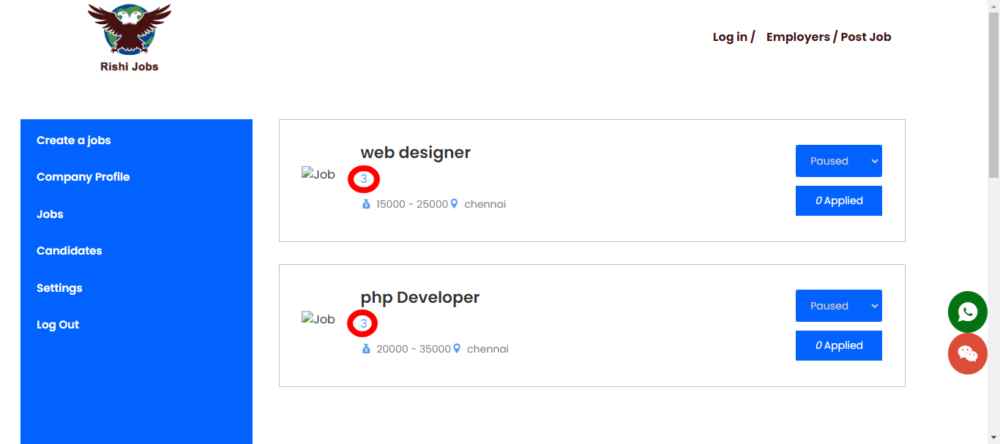 Rishi Jobs
Log in / Employers / Post Job
Create a jobs
Company Profile
Jobs
Candidates
Settings
Log Out
web designer
Job
3
15000 - 25000 chennai
Paused
0 Applied
php Developer
Job
3
20000 - 35000 chennai
Paused
0 Applied